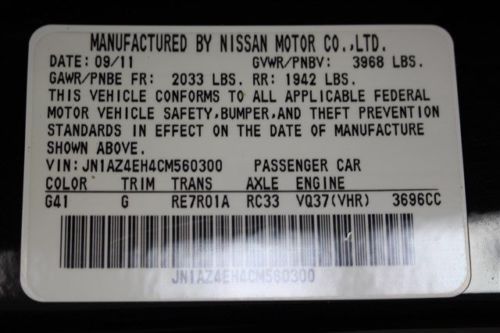 MANUFACTURED BY NISSAN MOTOR CO.,LTD.
DATE: 09/11 GVWR/PNBV: 3968 LBS.
GAWR/PNBE FR: 2033 LBS. RR: 1942 LBS.
THIS VEHICLE CONFORMS TO ALL APPLICABLE FEDERAL
MOTOR VEHICLE SAFETY,BUMPER,AND THEFT PREVENTION
STANDARDS IN EFFECT ON THE DATE OF MANUFACTURE
SHOWN ABOVE.
VIN: JN1AZ4EH4CM560300 PASSENGER CAR
COLOR TRIM TRANS AXLE ENGINE
G41 G RE7R01A RC33 VQ37(VHR) 3696CC
JN1AZ4EH4CM560300